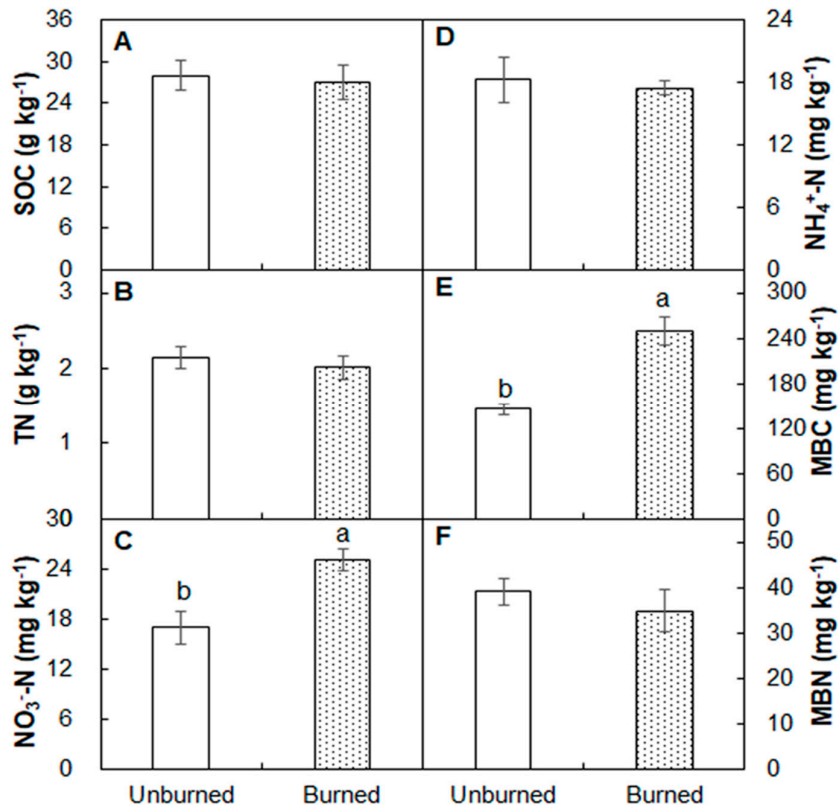 A
SOC (g kg⁻¹)
36
30
24
18
12
6
0
D
NH₄⁺-N (mg kg⁻¹)
24
18
12
6
0
B
TN (g kg⁻¹)
3
2
1
0
E
b
a
MBC (mg kg⁻¹)
300
240
180
120
60
0
C
b
a
NO₃⁻-N (mg kg⁻¹)
30
24
18
12
6
0
F
MBN (mg kg⁻¹)
50
40
30
20
10
0
Unburned Burned Unburned Burned